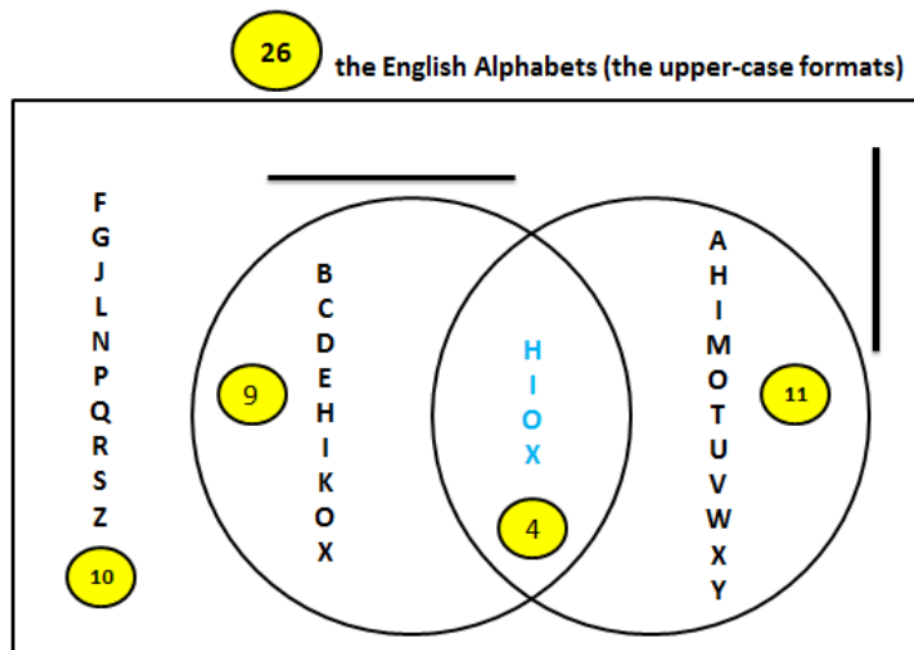 26 the English Alphabets (the upper-case formats)
F
G
J
L
N
P
Q
R
S
Z
10
B
C
D
E
H
I
K
O
X
9
H
I
O
X
4
A
H
I
M
O
T
U
V
W
X
Y
11